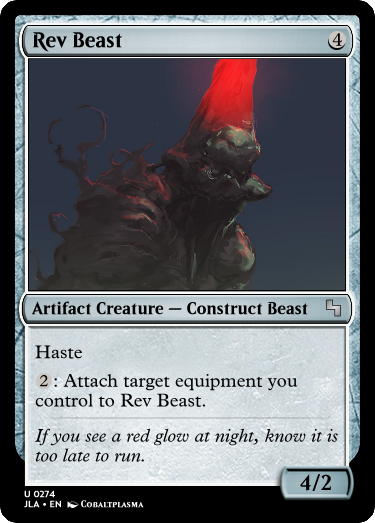 Rev Beast 4
Artifact Creature — Construct Beast
Haste
2: Attach target equipment you
control to Rev Beast.
If you see a red glow at night, know it is
too late to run.
4/2
U 0274
JLA • EN Cobaltplasma